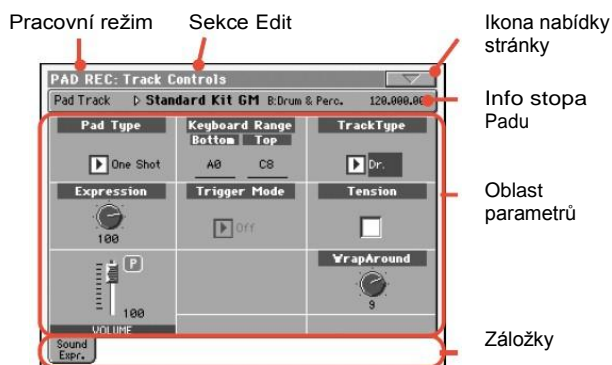 Pracovní režim
Sekce Edit
Ikona nabídky
stránky
PAD REC: Track Controls
Pad Track ▷ Standard Kit GM B:Drum & Perc.
Info stopa
Padu
Pad Type
Keyboard Range
TrackType
Bottom Top
One Shot
A0 C8
Dr.
Expression
Trigger Mode
Tension
Oblast
parametrů
100
Off
P
WrapAround
100
9
VOLUME
Sound
Expr.
Záložky